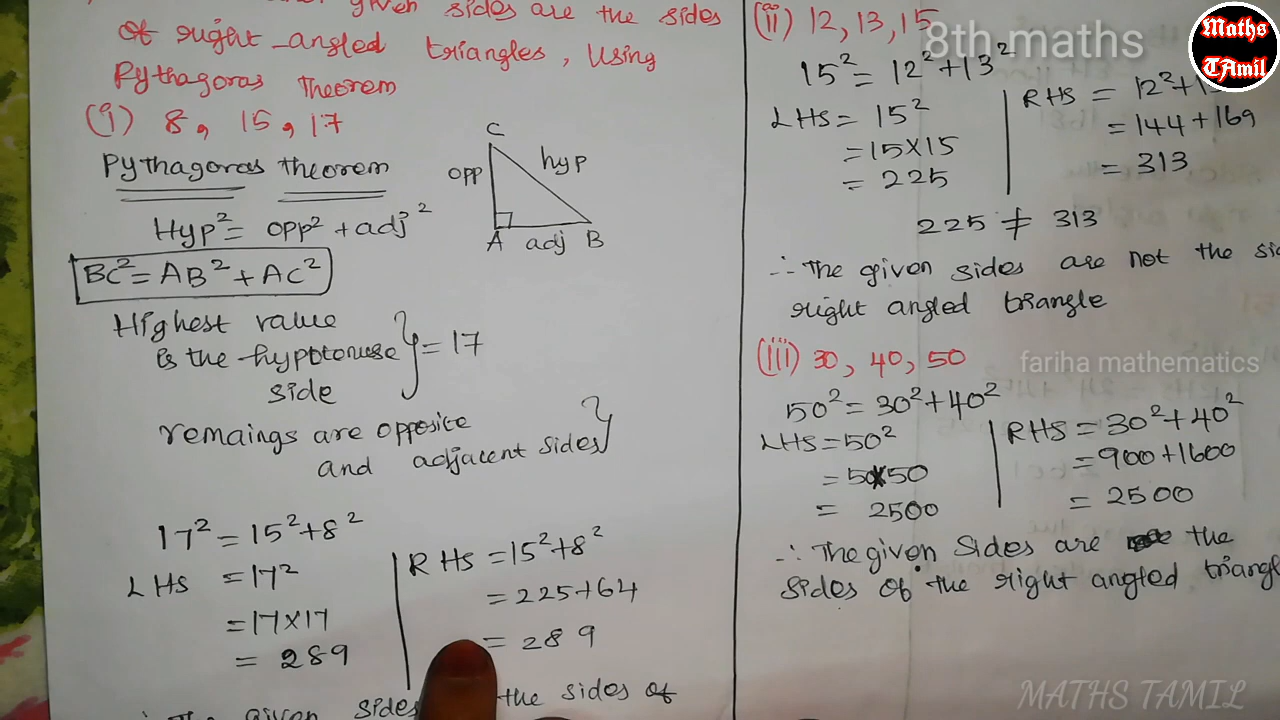 given sides are the sides
of right-angled triangles, using
Pythagoras theorem
(i) 8, 15, 17
Pythagoras theorem
Hyp² = opp² + adj²
BC² = AB² + AC²
C
opp hyp
A adj B
Highest value
is the hypotonuse } = 17
side
remaings are opposite
and adjacent sides }
17² = 15² + 8²
LHS = 17²
= 17×17
= 289
RHS = 15² + 8²
= 225 + 64
= 289
given sides the sides of
(ii) 12, 13, 15
15² = 12² + 13²
LHS = 15²
= 15×15
= 225
RHS = 12² + 1
= 144 + 169
= 313
225 ≠ 313
∴ The given sides are not the
right angled triangle
(iii) 30, 40, 50
50² = 30² + 40²
LHS = 50²
= 50×50
= 2500
RHS = 30² + 40²
= 900 + 1600
= 2500
∴ The given sides are the
sides of the right angled
8th maths
Maths
TAmil
fariha mathematics
MATHS TAMIL